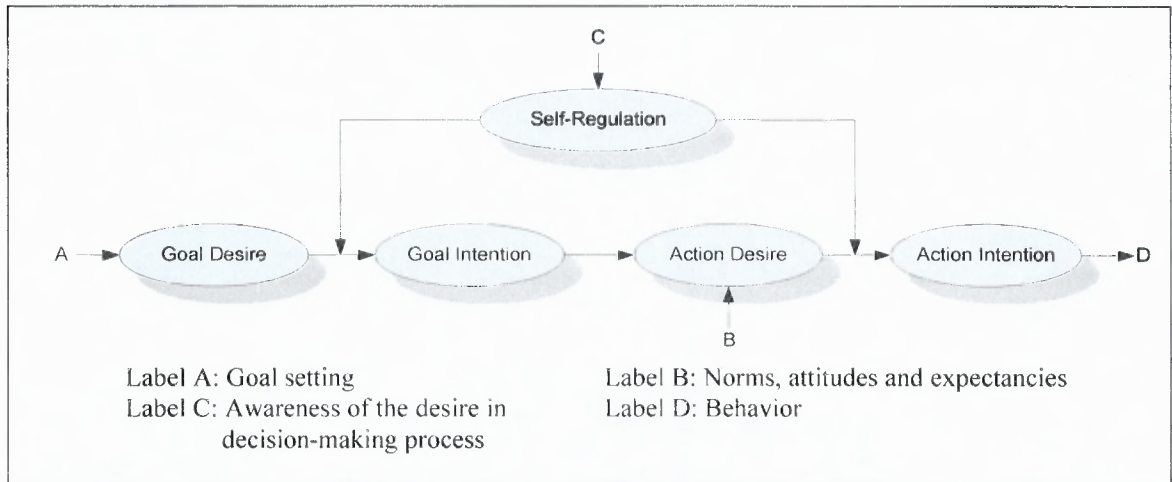 C
Self-Regulation
A
Goal Desire
Goal Intention
Action Desire
Action Intention
D
B
Label A: Goal setting
Label B: Norms, attitudes and expectancies
Label C: Awareness of the desire in
decision-making process
Label D: Behavior